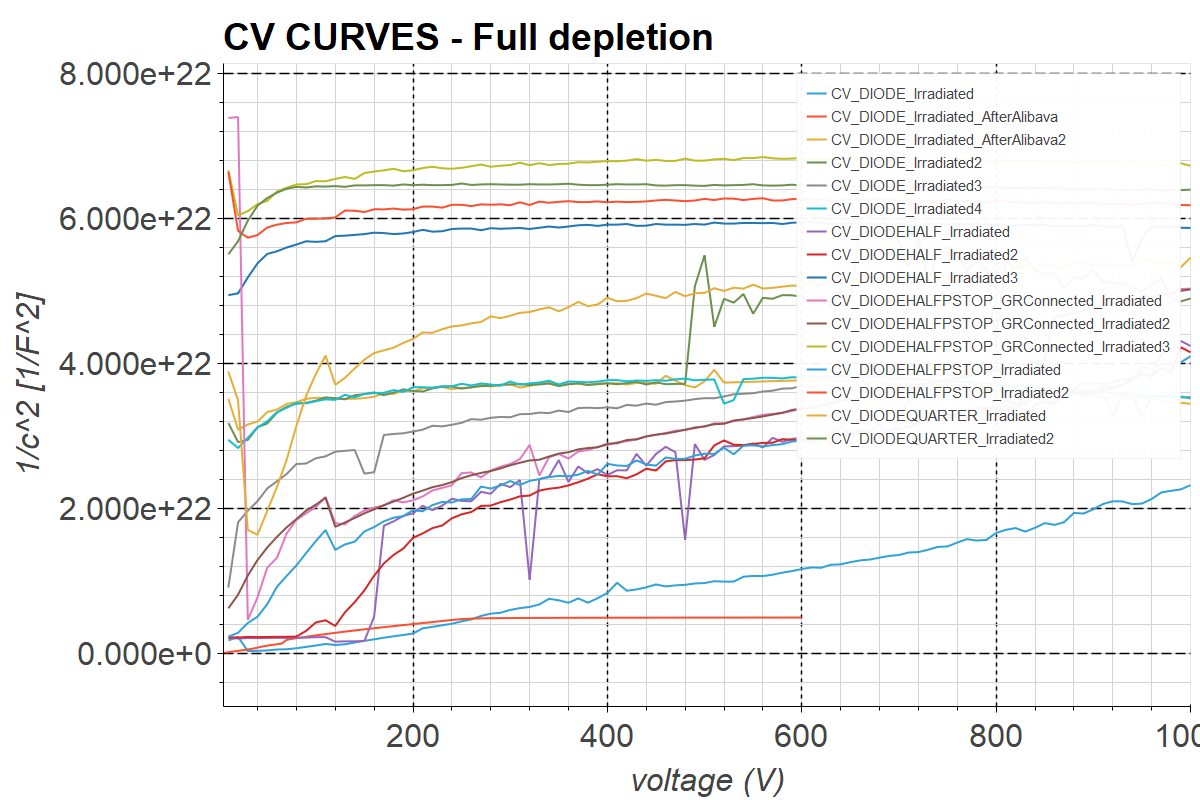 CV CURVES - Full depletion
8.000e+22
6.000e+22
4.000e+22
2.000e+22
0.000e+0
1/c^2 [1/F^2]
CV_DIODE_Irradiated
CV_DIODE_Irradiated_AfterAlibava
CV_DIODE_Irradiated_AfterAlibava2
CV_DIODE_Irradiated2
CV_DIODE_Irradiated3
CV_DIODE_Irradiated4
CV_DIODEHALF_Irradiated
CV_DIODEHALF_Irradiated2
CV_DIODEHALF_Irradiated3
CV_DIODEHALFPSTOP_GRConnected_Irradiated
CV_DIODEHALFPSTOP_GRConnected_Irradiated2
CV_DIODEHALFPSTOP_GRConnected_Irradiated3
CV_DIODEHALFPSTOP_Irradiated
CV_DIODEHALFPSTOP_Irradiated2
CV_DIODEQUARTER_Irradiated
CV_DIODEQUARTER_Irradiated2
200 400 600 800 100
voltage (V)